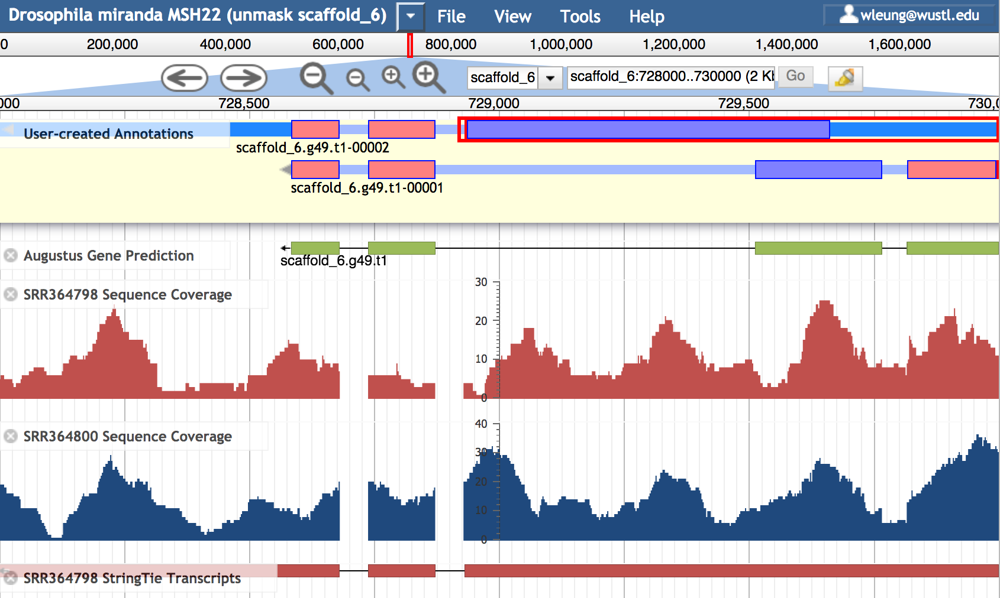 Drosophila miranda MSH22 (unmask scaffold_6) File View Tools Help wleung@wustl.edu
0 200,000 400,000 600,000 800,000 1,000,000 1,200,000 1,400,000 1,600,000
scaffold_6 scaffold_6:728000..730000 (2 Kb Go
000 728,500 729,000 729,500 730,0
User-created Annotations
scaffold_6.g49.t1-00002
scaffold_6.g49.t1-00001
Augustus Gene Prediction
scaffold_6.g49.t1
SRR364798 Sequence Coverage
30
20
10
0
SRR364800 Sequence Coverage
40
30
20
10
0
SRR364798 StringTie Transcripts